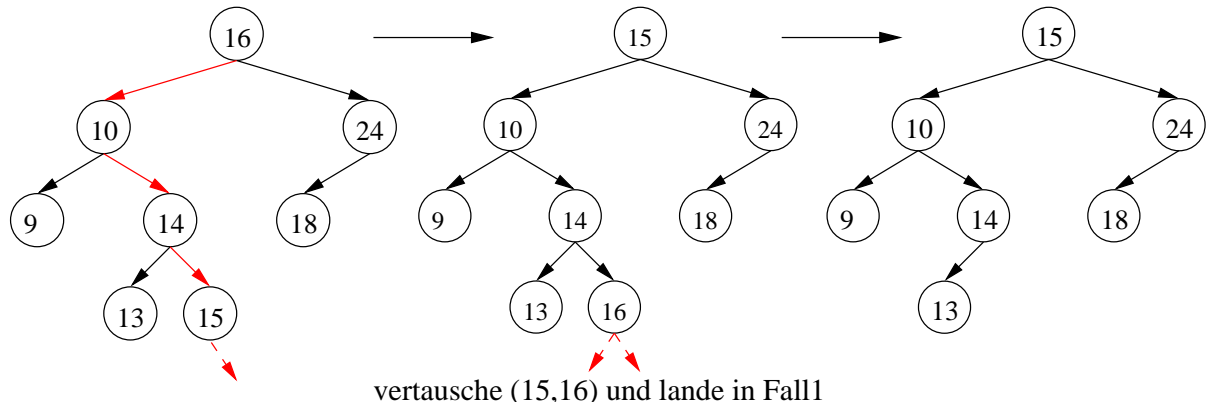 16 15 15
10 24 10 24 10 24
9 14 18 9 14 18 9 14 18
13 15 13 16 13
vertausche (15,16) und lande in Fall1